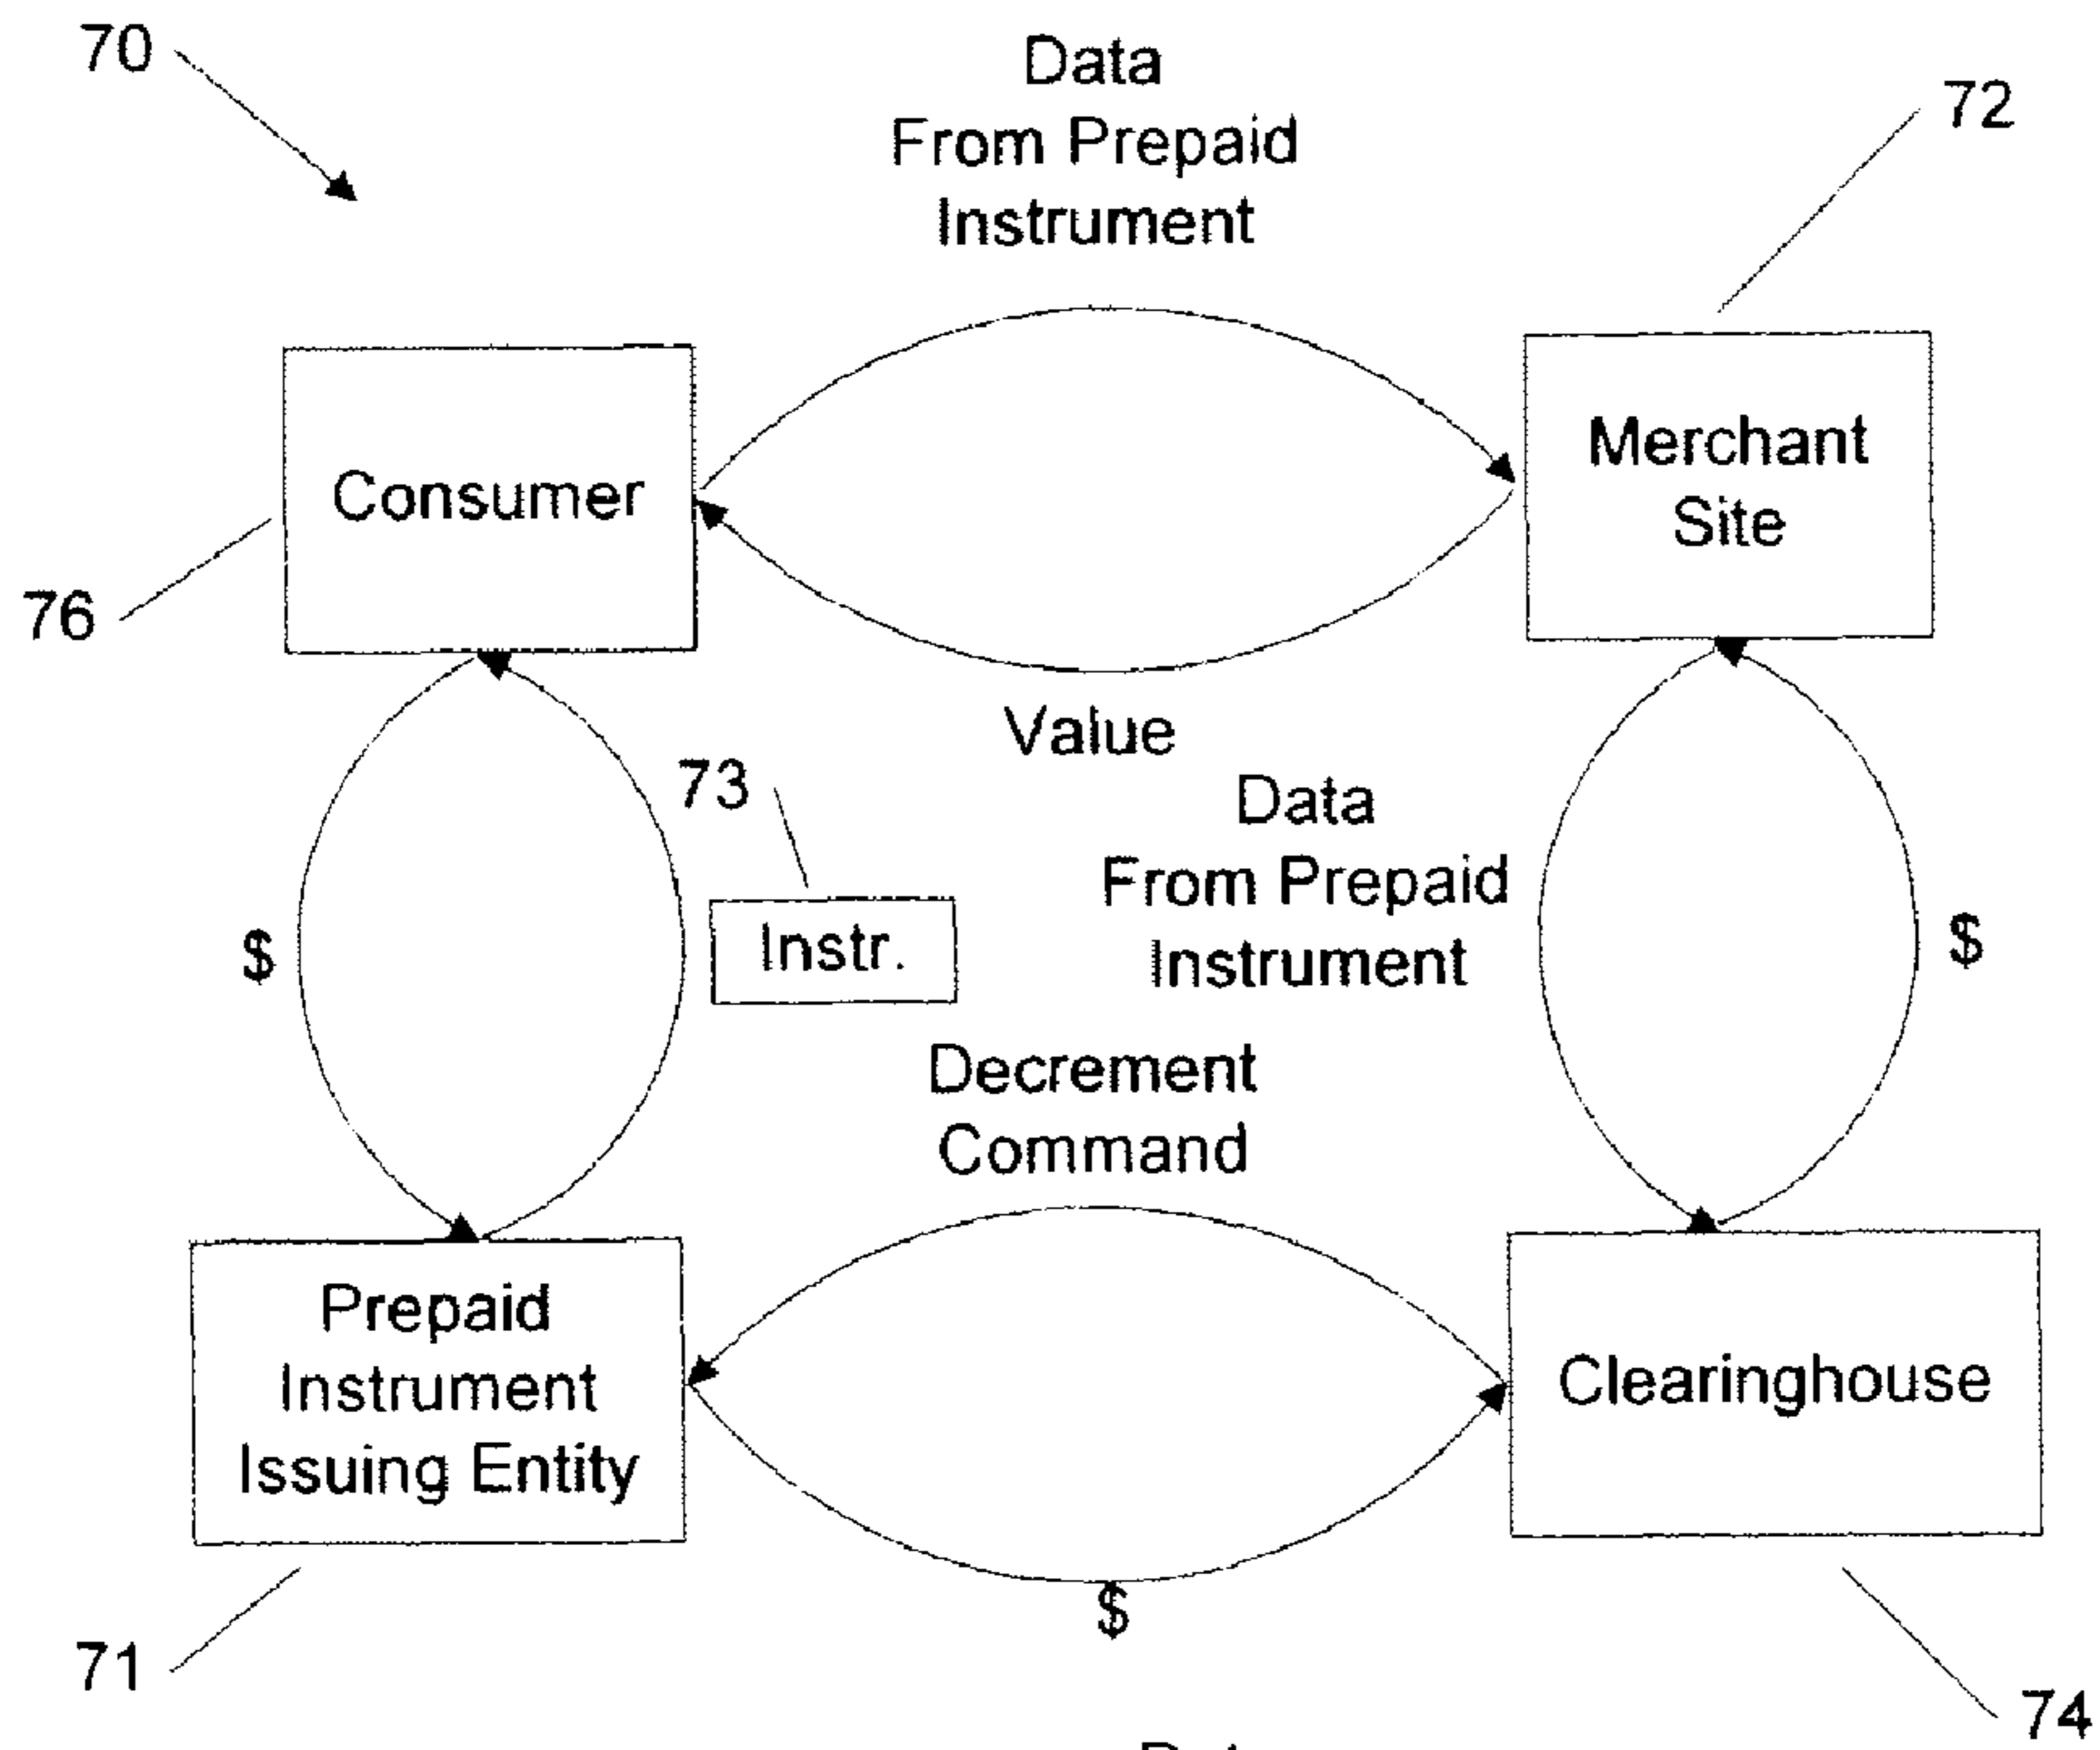 70
Data
From Prepaid
Instrument
72
Consumer
Merchant
Site
76
Value
73
Data
From Prepaid
Instrument
$
Instr.
$
Decrement
Command
Prepaid
Instrument
Issuing Entity
Clearinghouse
$
71
74